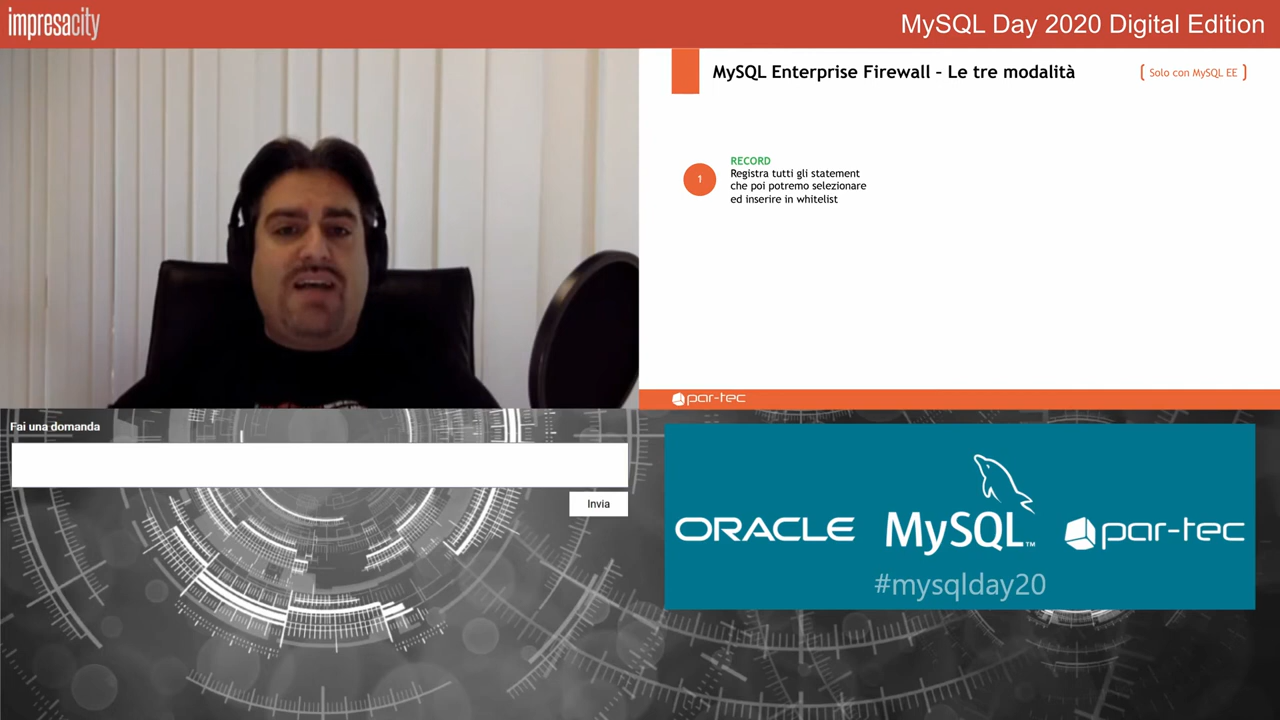 impresacity
MySQL Day 2020 Digital Edition
MySQL Enterprise Firewall - Le tre modalità
[ Solo con MySQL EE ]
1
RECORD
Registra tutti gli statement
che poi potremo selezionare
ed inserire in whitelist
par-tec
Fai una domanda
Invia
ORACLE
MySQL™
par-tec
#mysqlday20